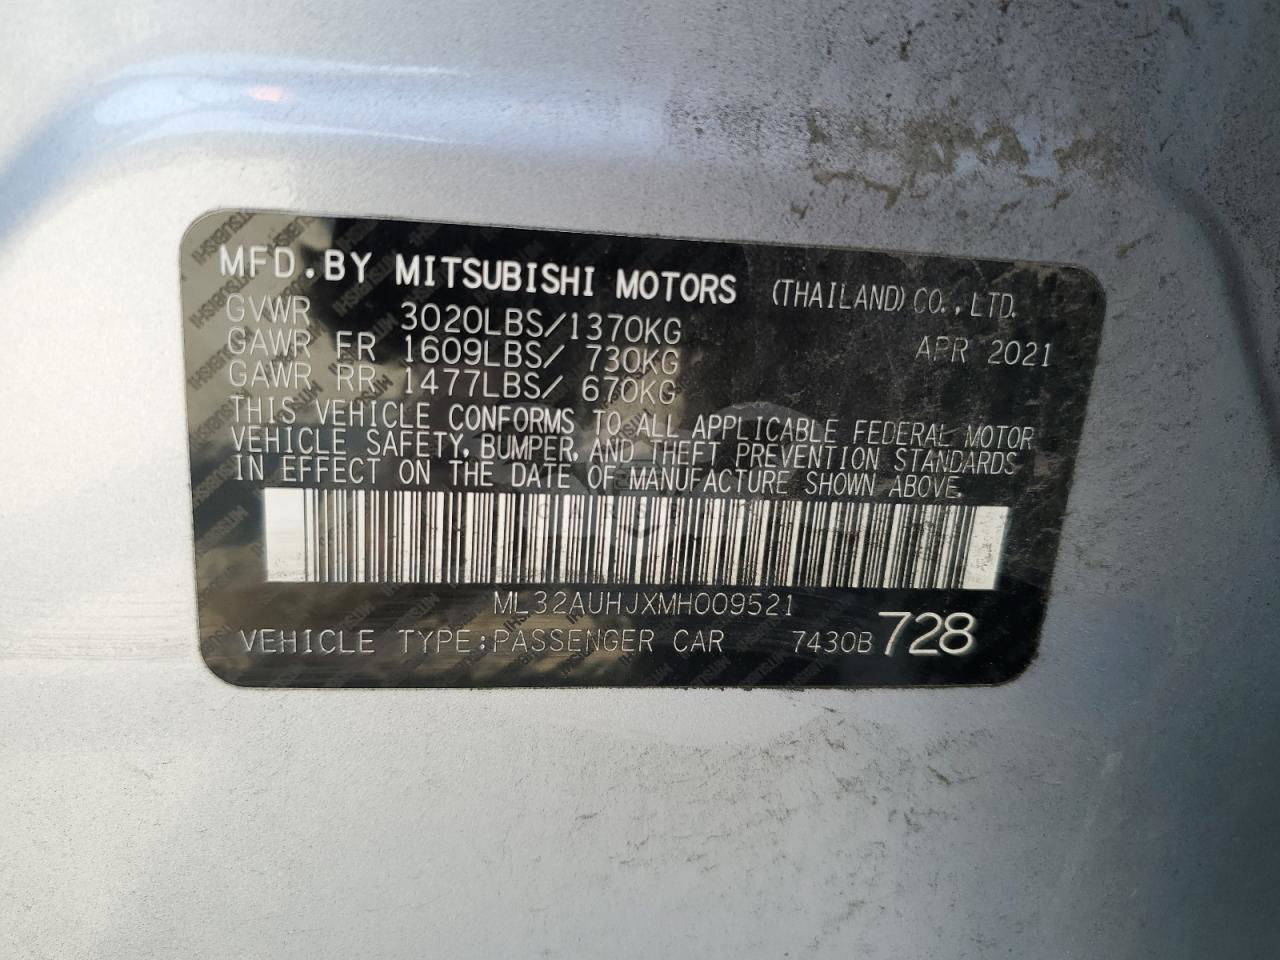 MFD.BY MITSUBISHI MOTORS (THAILAND) CO.,LTD.
GVWR 3020LBS/1370KG APR 2021
GAWR FR 1609LBS/ 730KG
GAWR RR 1477LBS/ 670KG
THIS VEHICLE CONFORMS TO ALL APPLICABLE FEDERAL MOTOR
VEHICLE SAFETY, BUMPER, AND THEFT PREVENTION STANDARDS
IN EFFECT ON THE DATE OF MANUFACTURE SHOWN ABOVE.
ML32AUHJXMH009521
VEHICLE TYPE:PASSENGER CAR 7430B 728